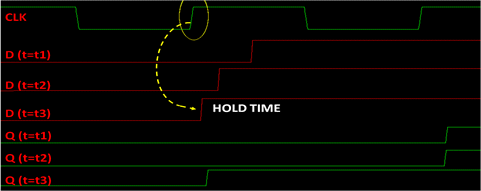 CLK
D (t=t1)
D (t=t2)
D (t=t3)
HOLD TIME
Q (t=t1)
Q (t=t2)
Q (t=t3)